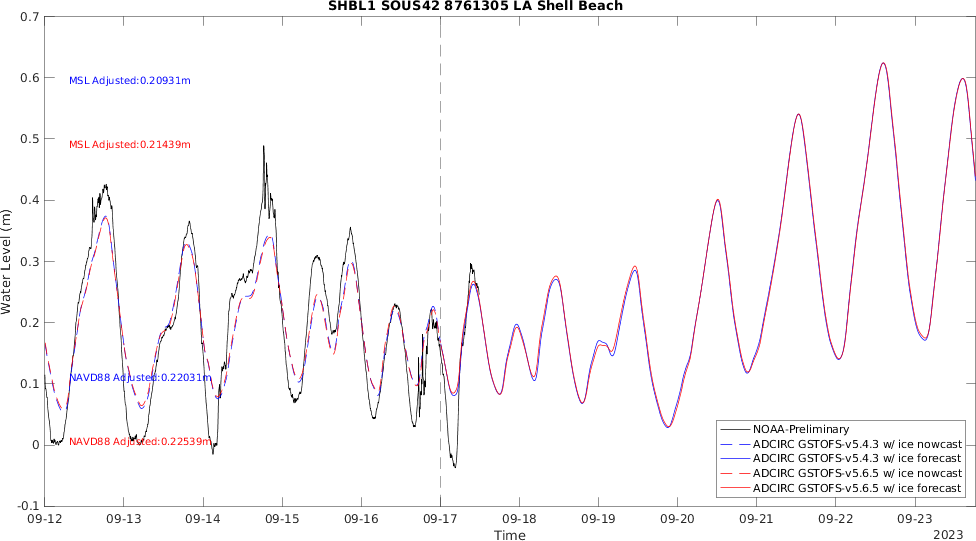 SHBL1 SOUS42 8761305 LA Shell Beach
0.7
0.6
0.5
0.4
0.3
0.2
0.1
0
-0.1
Water Level (m)
MSL Adjusted:0.20931m
MSL Adjusted:0.21439m
NAVD88 Adjusted:0.22031m
NAVD88 Adjusted:0.22539m
NOAA-Preliminary
ADCIRC GSTOFS-v5.4.3 w/ ice nowcast
ADCIRC GSTOFS-v5.4.3 w/ ice forecast
ADCIRC GSTOFS-v5.6.5 w/ ice nowcast
ADCIRC GSTOFS-v5.6.5 w/ ice forecast
09-12 09-13 09-14 09-15 09-16 09-17 09-18 09-19 09-20 09-21 09-22 09-23
Time
2023